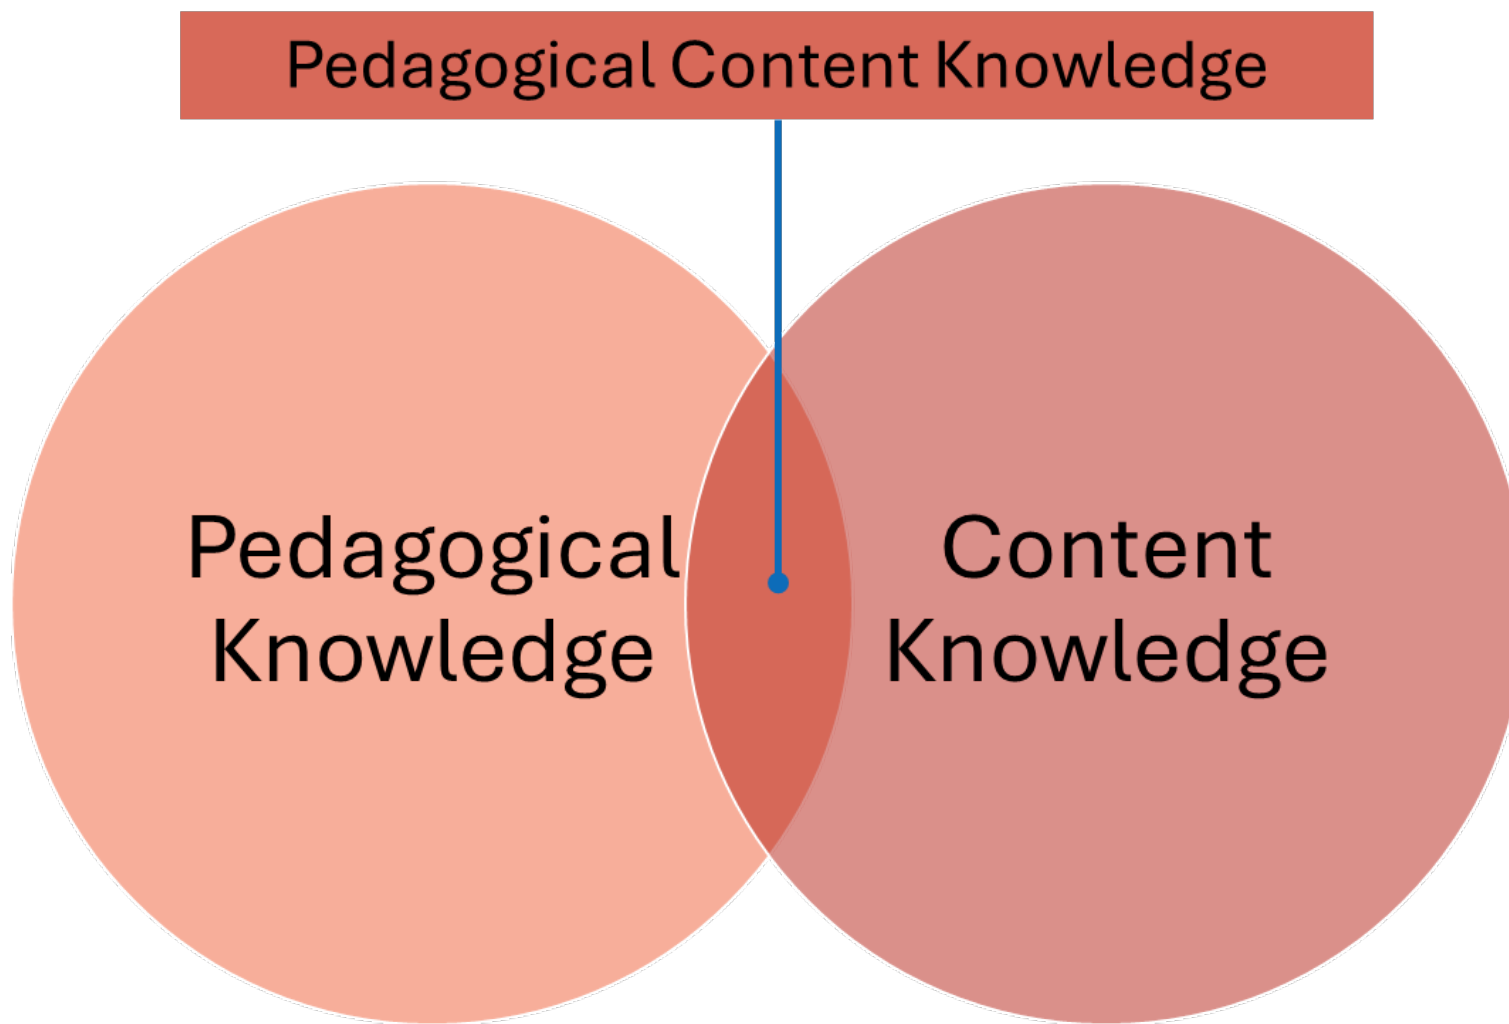 Pedagogical Content Knowledge
Pedagogical
Knowledge
Content
Knowledge